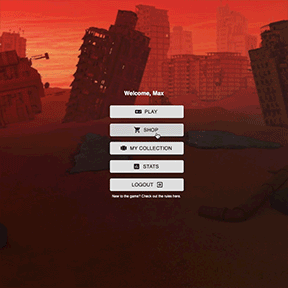 Welcome, Max
PLAY
SHOP
MY COLLECTION
STATS
LOGOUT
New to the game? Check out the rules here.